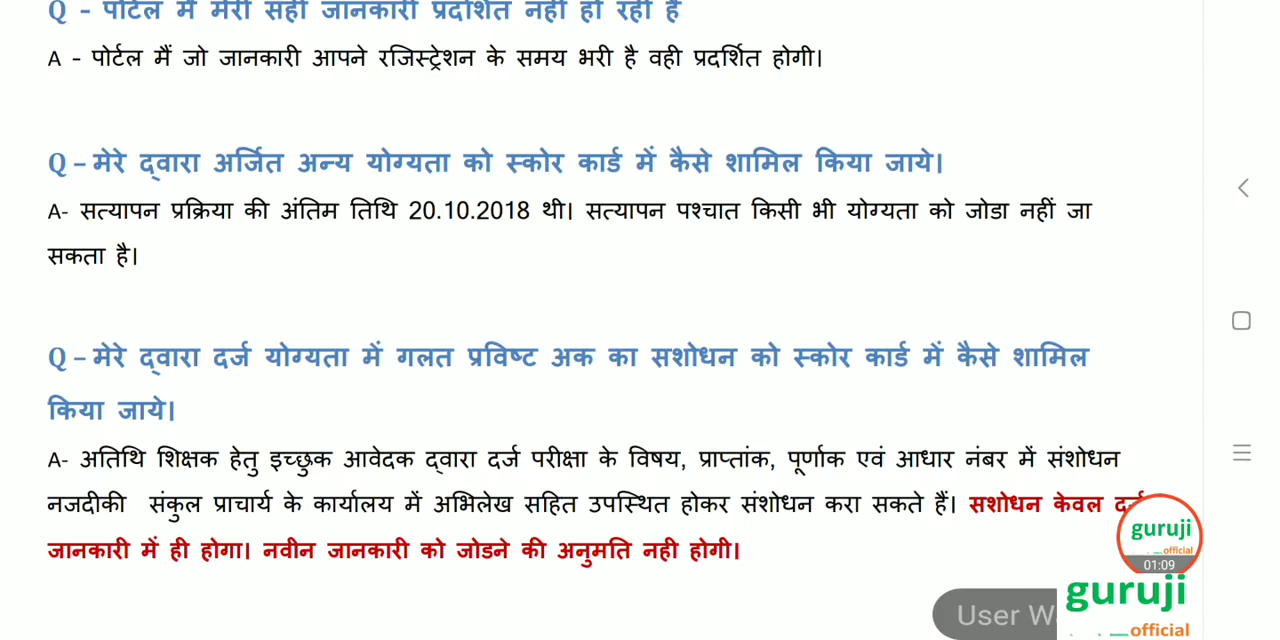 Q - पोर्टल मैं मेरी सही जानकारी प्रदर्शित नहीं हो रही है
A - पोर्टल मैं जो जानकारी आपने रजिस्ट्रेशन के समय भरी है वही प्रदर्शित होगी।
Q – मेरे द्वारा अर्जित अन्य योग्यता को स्कोर कार्ड में कैसे शामिल किया जाये।
A- सत्यापन प्रक्रिया की अंतिम तिथि 20.10.2018 थी। सत्यापन पश्चात किसी भी योग्यता को जोडा नहीं जा
सकता है।
Q – मेरे द्वारा दर्ज योग्यता में गलत प्रविष्ट अक का सशोधन को स्कोर कार्ड में कैसे शामिल
किया जाये।
A- अतिथि शिक्षक हेतु इच्छुक आवेदक द्वारा दर्ज परीक्षा के विषय, प्राप्तांक, पूर्णाक एवं आधार नंबर में संशोधन
नजदीकी संकुल प्राचार्य के कार्यालय में अभिलेख सहित उपस्थित होकर संशोधन करा सकते हैं। सशोधन केवल
जानकारी में ही होगा। नवीन जानकारी को जोडने की अनुमति नही होगी।
guruji
official
01:09
User
guruji
official